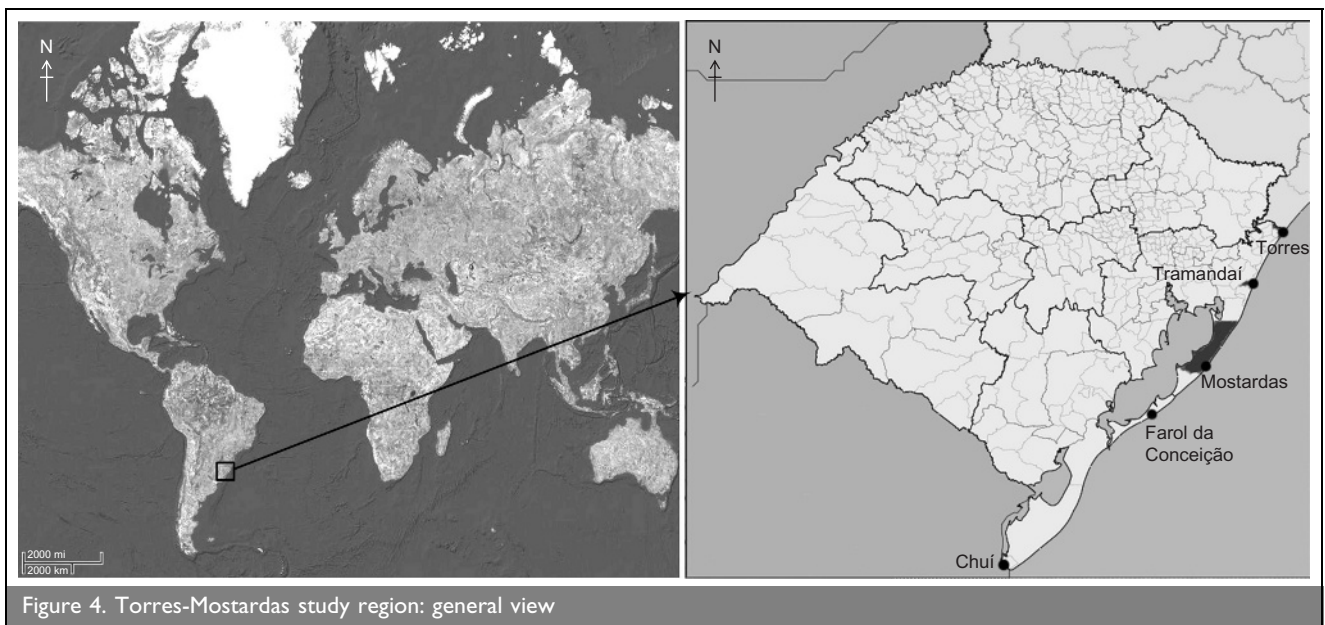 N
2000 mi
2000 km
N
Torres
Tramandaí
Mostardas
Farol da
Conceição
Chuí
Figure 4. Torres-Mostardas study region: general view